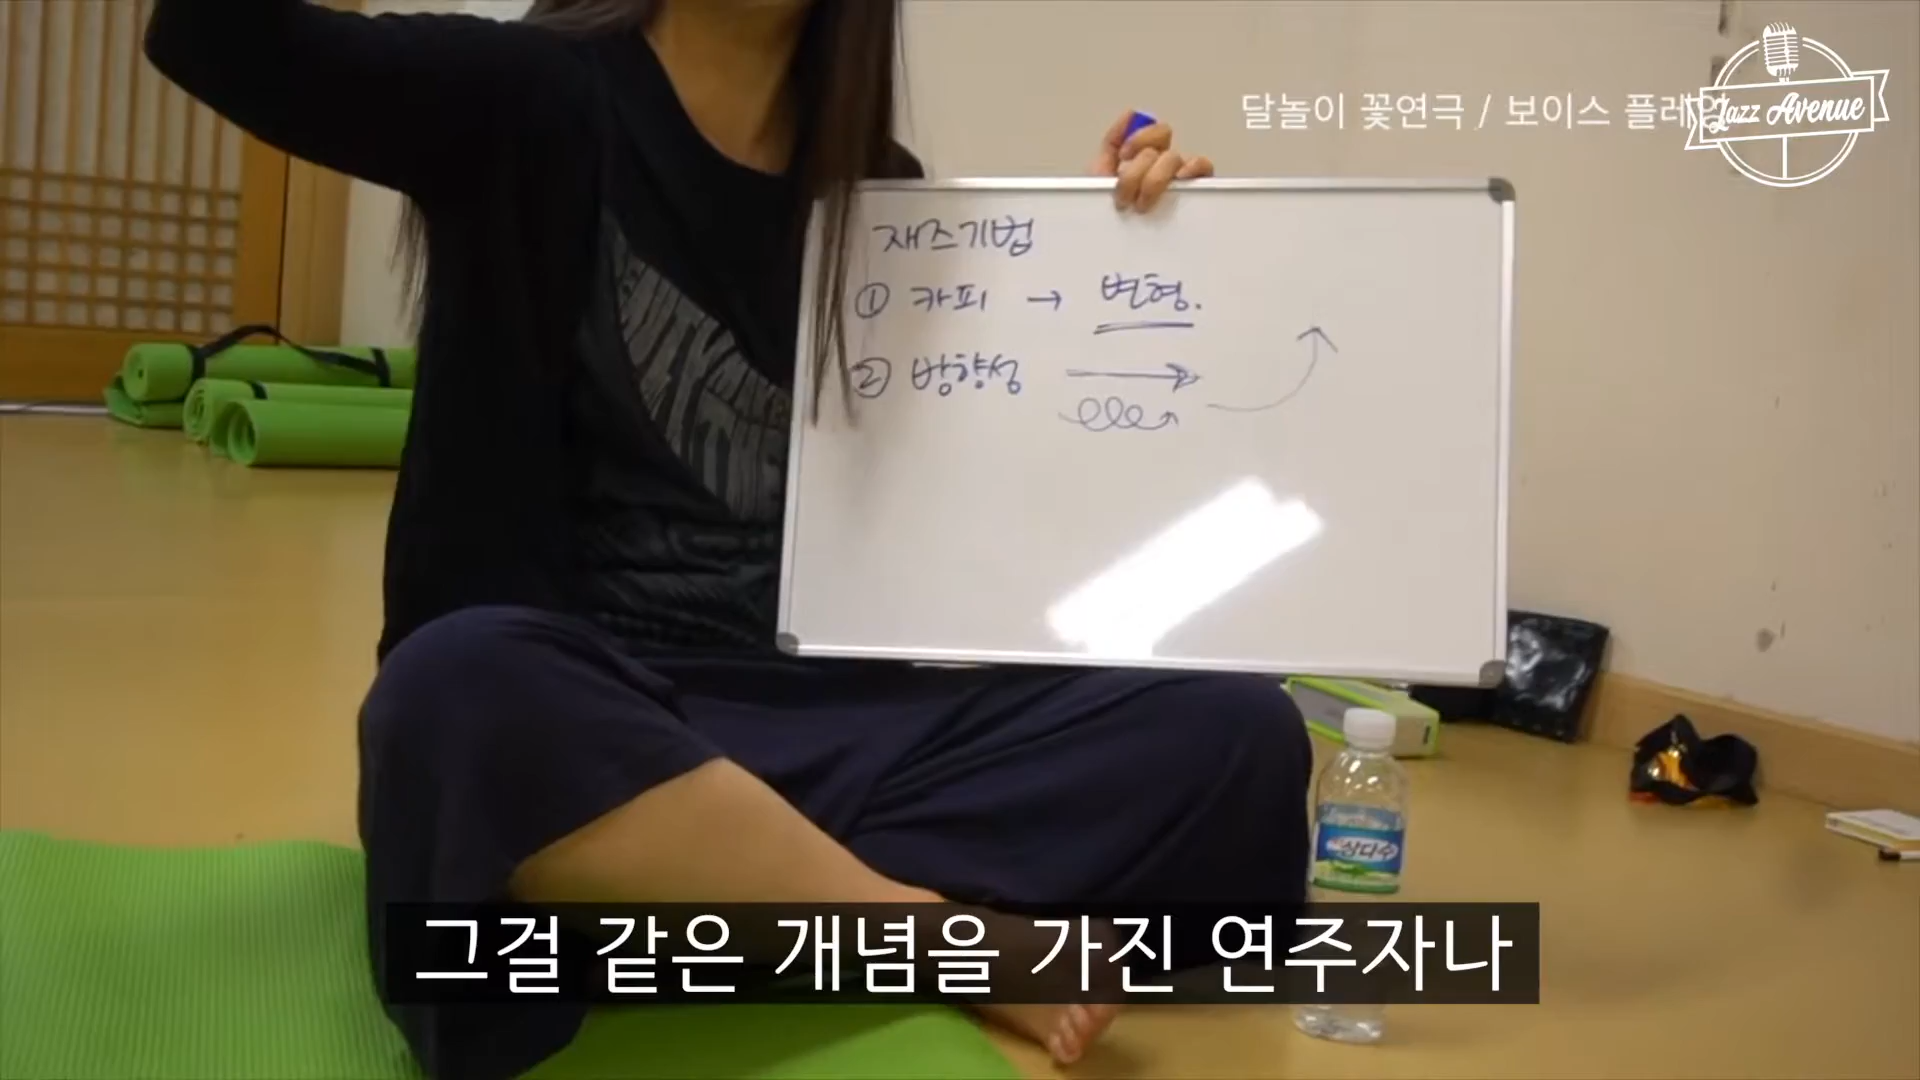 달놀이 꽃연극 / 보이스 플레
Jazz Avenue
재즈기법
① 카피 → 변형.
② 방향성
삼다수
그걸 같은 개념을 가진 연주자나